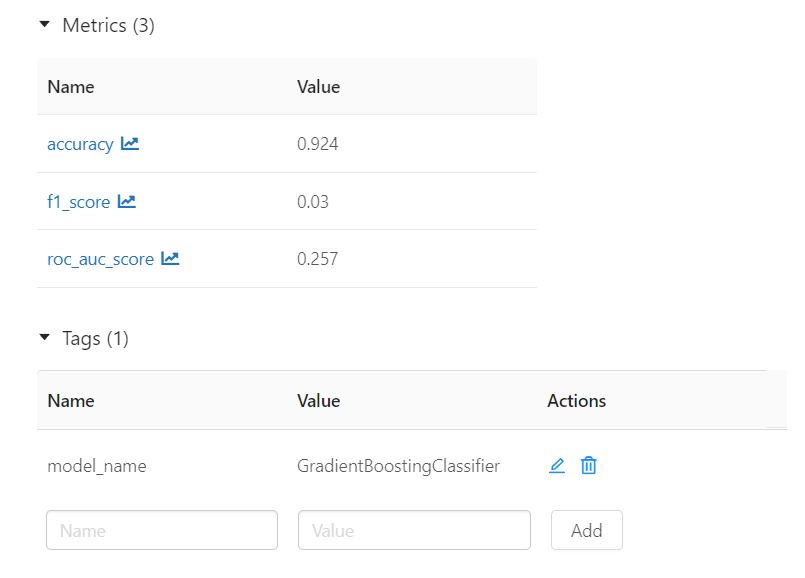 Metrics (3)
Name Value
accuracy 0.924
f1_score 0.03
roc_auc_score 0.257
Tags (1)
Name Value Actions
model_name GradientBoostingClassifier
Name Value Add